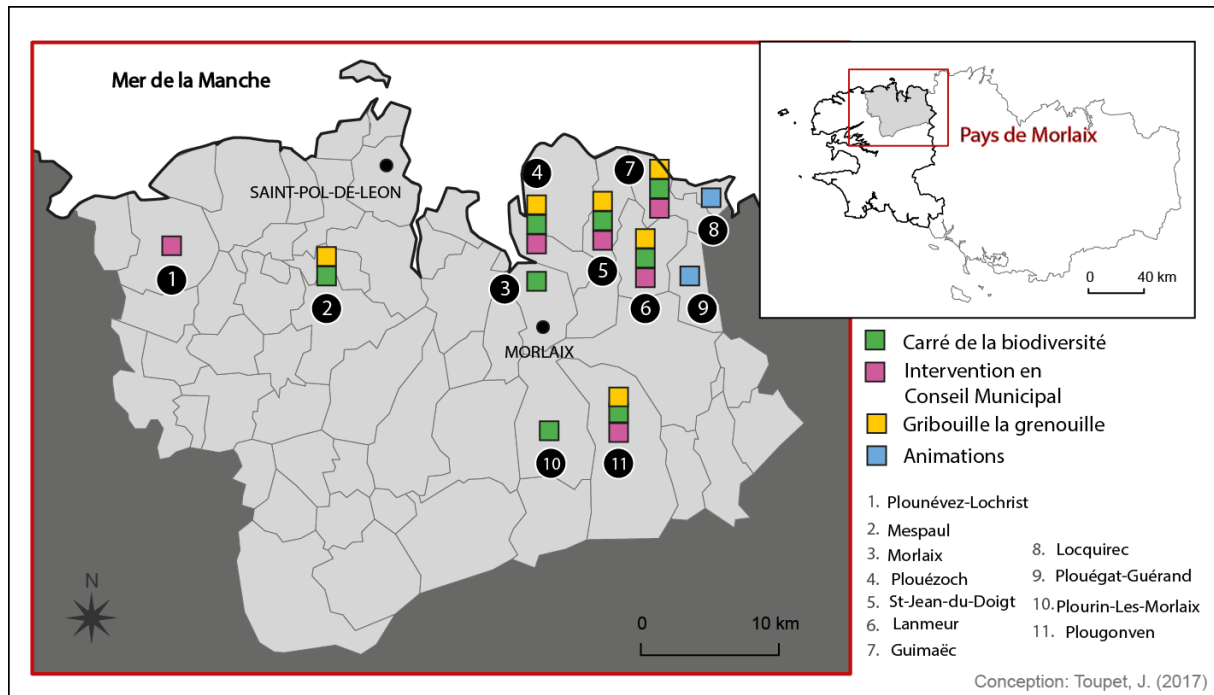 Mer de la Manche
SAINT-POL-DE-LEON
MORLAIX
1
2
3
4
5
6
7
8
9
10
11
N
0 10 km
Pays de Morlaix
0 40 km
Carré de la biodiversité
Intervention en
Conseil Municipal
Gribouille la grenouille
Animations
1. Plounévez-Lochrist
2. Mespaul
3. Morlaix
4. Plouézoch
5. St-Jean-du-Doigt
6. Lanmeur
7. Guimaëc
8. Locquirec
9. Plouégat-Guérand
10. Plourin-Les-Morlaix
11. Plougonven
Conception: Toupet, J. (2017)